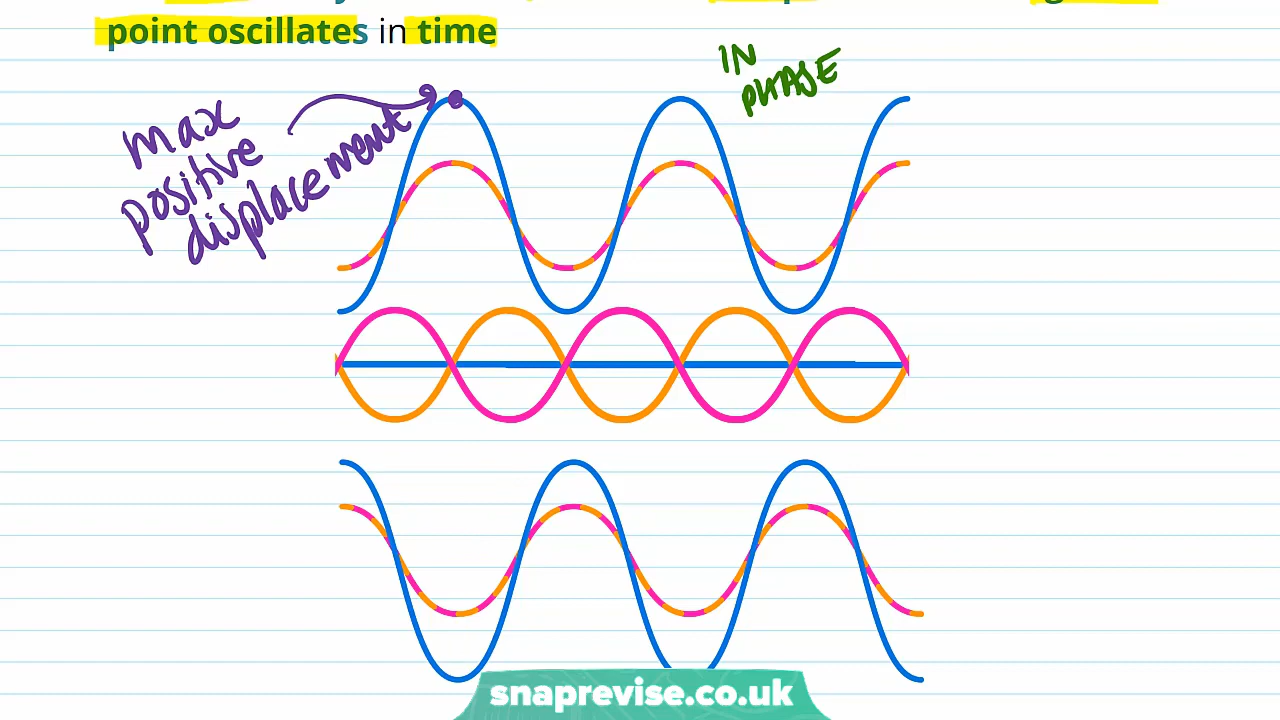 point oscillates in time
IN
PHASE
max
positive
displacement
snaprevise.co.uk